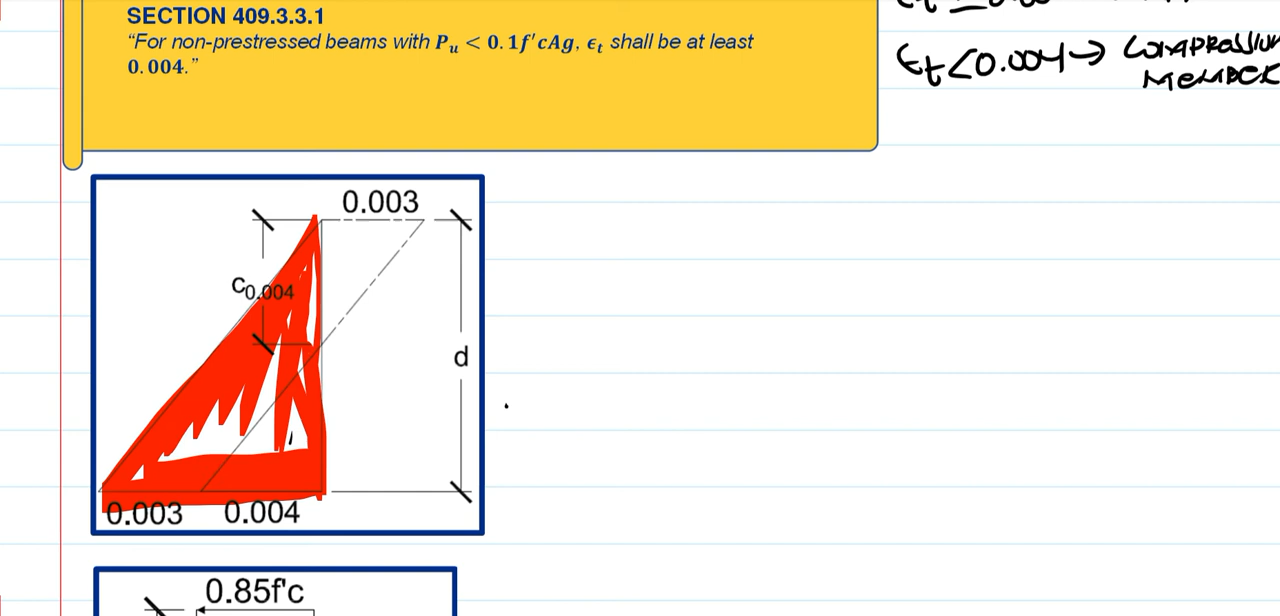 SECTION 409.3.3.1
“For non-prestressed beams with Pᵤ < 0.1f′cAg, ϵₜ shall be at least
0.004.”
ϵt<0.004→ COMPRESSION
MEMBER
0.003
C0.004
d
0.003 0.004
0.85f'c